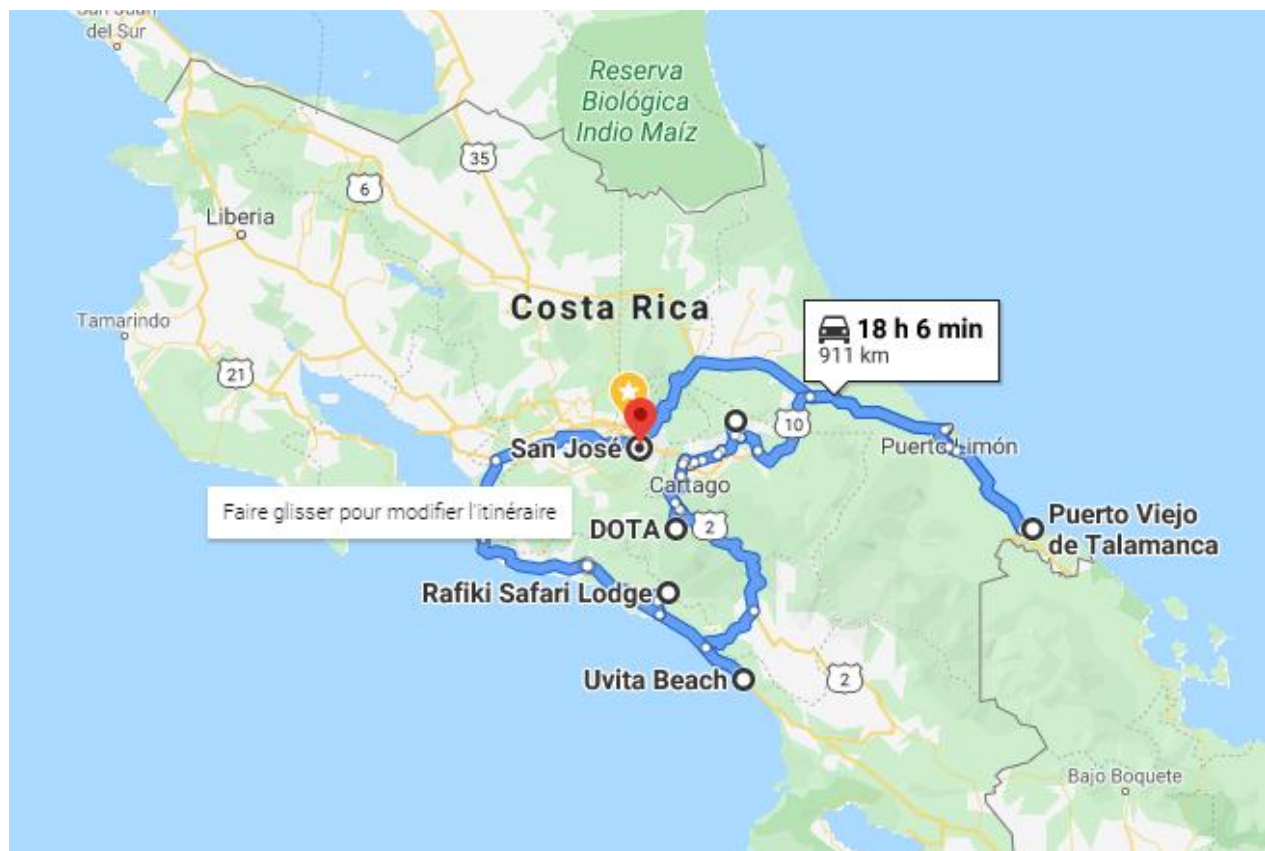 San Juan
del Sur
Reserva
Biológica
Indio Maíz
35
6
Liberia
Costa Rica
Tamarindo
18 h 6 min
911 km
21
10
San José
Puerto Limón
Cartago
Faire glisser pour modifier l'itinéraire
DOTA
2
Puerto Viejo
de Talamanca
Rafiki Safari Lodge
Uvita Beach
2
Bajo Boquete